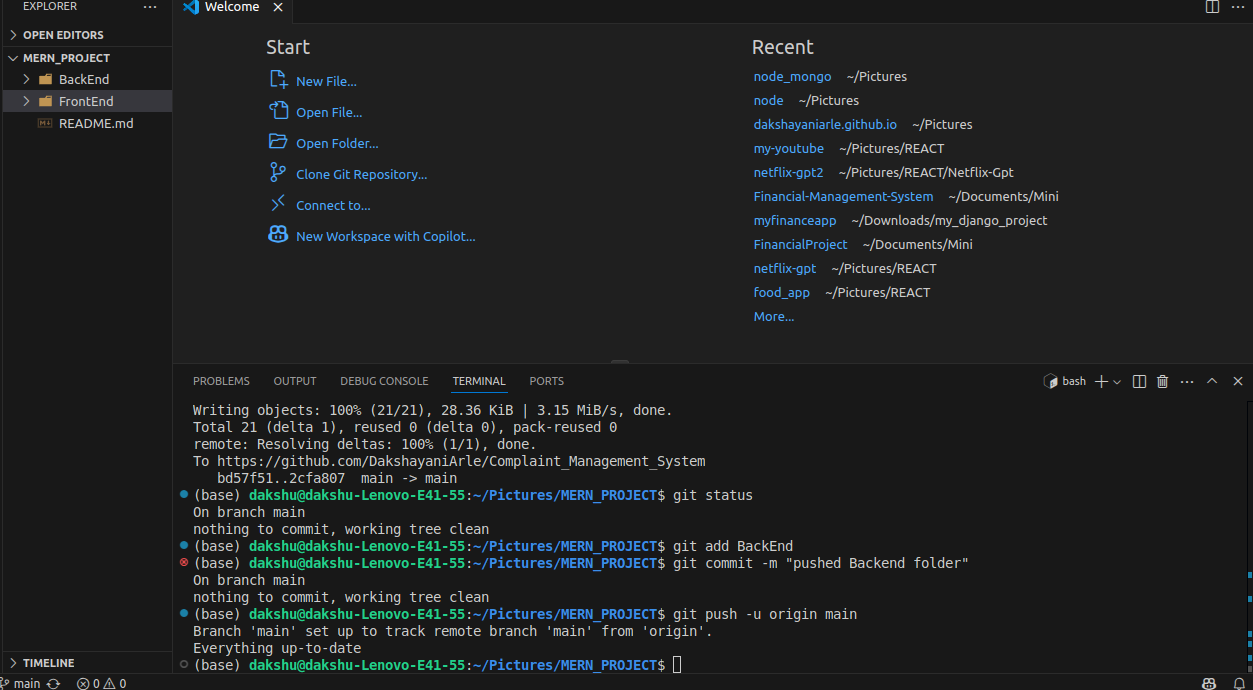 EXPLORER
···
Welcome
···
OPEN EDITORS
MERN_PROJECT
BackEnd
FrontEnd
README.md
Start
New File...
Open File...
Open Folder...
Clone Git Repository...
Connect to...
New Workspace with Copilot...
Recent
node_mongo ~/Pictures
node ~/Pictures
dakshayaniarle.github.io ~/Pictures
my-youtube ~/Pictures/REACT
netflix-gpt2 ~/Pictures/REACT/Netflix-Gpt
Financial-Management-System ~/Documents/Mini
myfinanceapp ~/Downloads/my_django_project
FinancialProject ~/Documents/Mini
netflix-gpt ~/Pictures/REACT
food_app ~/Pictures/REACT
More...
PROBLEMS OUTPUT DEBUG CONSOLE TERMINAL PORTS
bash
Writing objects: 100% (21/21), 28.36 KiB | 3.15 MiB/s, done.
Total 21 (delta 1), reused 0 (delta 0), pack-reused 0
remote: Resolving deltas: 100% (1/1), done.
To https://github.com/DakshayaniArle/Complaint_Management_System
bd57f51..2cfa807 main -> main
(base) dakshu@dakshu-Lenovo-E41-55:~/Pictures/MERN_PROJECT$ git status
On branch main
nothing to commit, working tree clean
(base) dakshu@dakshu-Lenovo-E41-55:~/Pictures/MERN_PROJECT$ git add BackEnd
(base) dakshu@dakshu-Lenovo-E41-55:~/Pictures/MERN_PROJECT$ git commit -m "pushed Backend folder"
On branch main
nothing to commit, working tree clean
(base) dakshu@dakshu-Lenovo-E41-55:~/Pictures/MERN_PROJECT$ git push -u origin main
Branch 'main' set up to track remote branch 'main' from 'origin'.
Everything up-to-date
(base) dakshu@dakshu-Lenovo-E41-55:~/Pictures/MERN_PROJECT$
TIMELINE
main 0 0